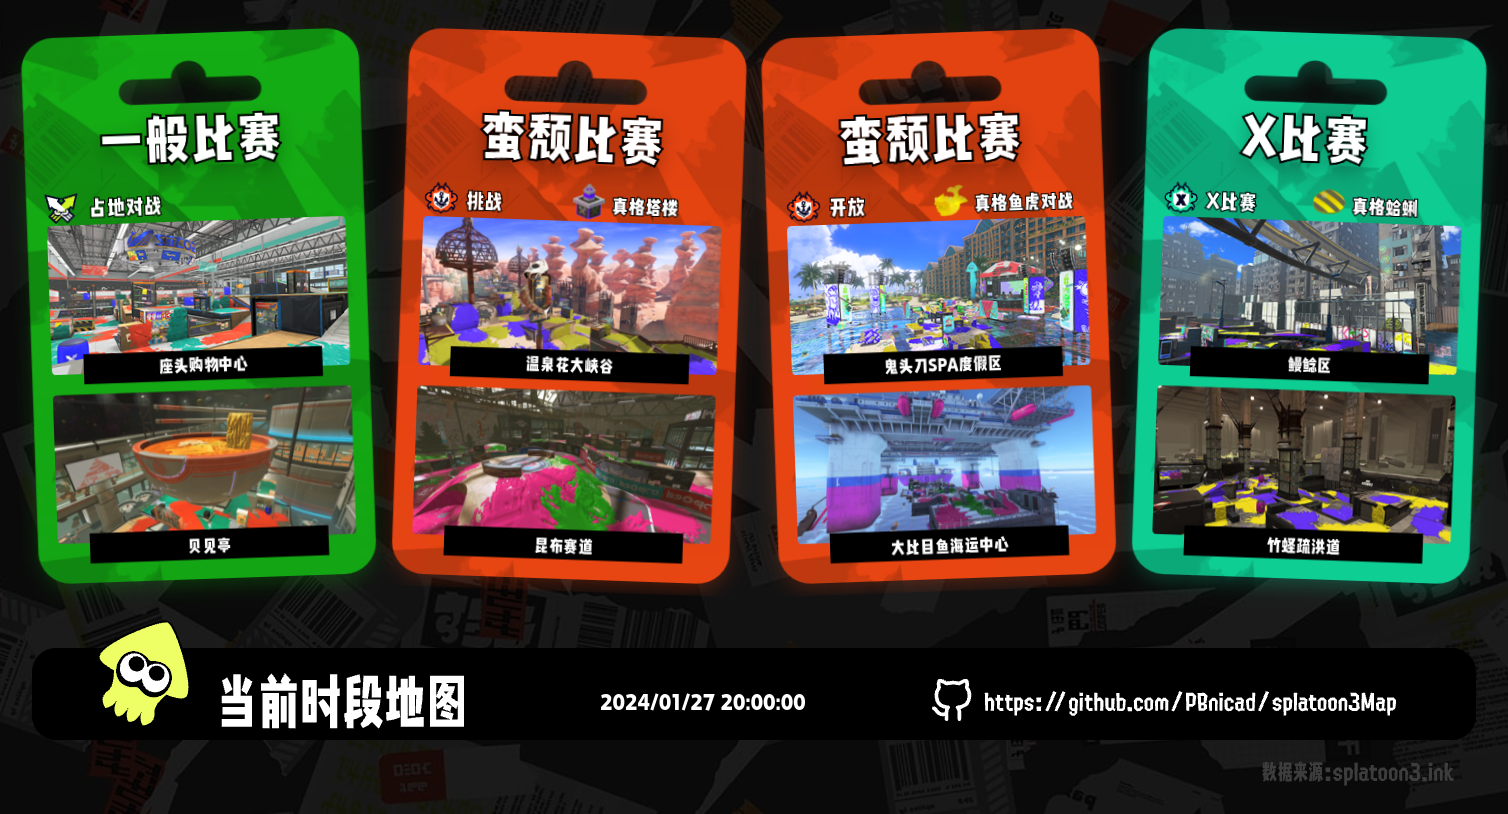 一般比赛
占地对战
座头购物中心
贝见亭
蛮颓比赛
挑战
真格塔楼
温泉花大峡谷
昆布赛道
蛮颓比赛
开放
真格鱼虎对战
鬼头刀SPA度假区
大比目鱼海运中心
X比赛
X比赛
真格蛤蜊
鳗鲶区
竹蛏疏洪道
当前时段地图
2024/01/27 20:00:00
https://github.com/PBnicad/splatoon3Map
数据来源:splatoon3.ink